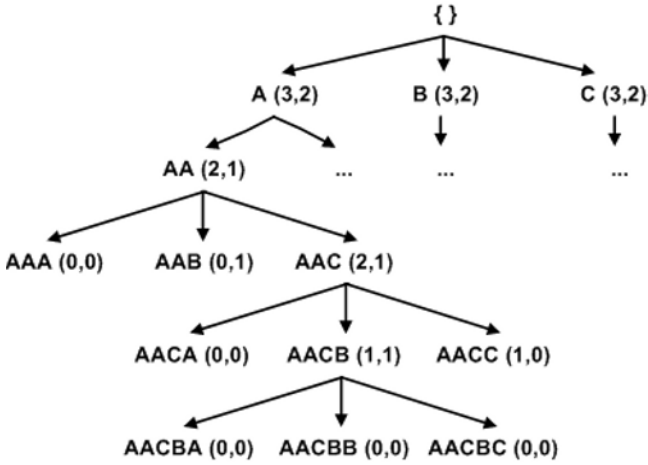 { }
A (3,2) B (3,2) C (3,2)
AA (2,1) ... ... ...
AAA (0,0) AAB (0,1) AAC (2,1)
AACA (0,0) AACB (1,1) AACC (1,0)
AACBA (0,0) AACBB (0,0) AACBC (0,0)